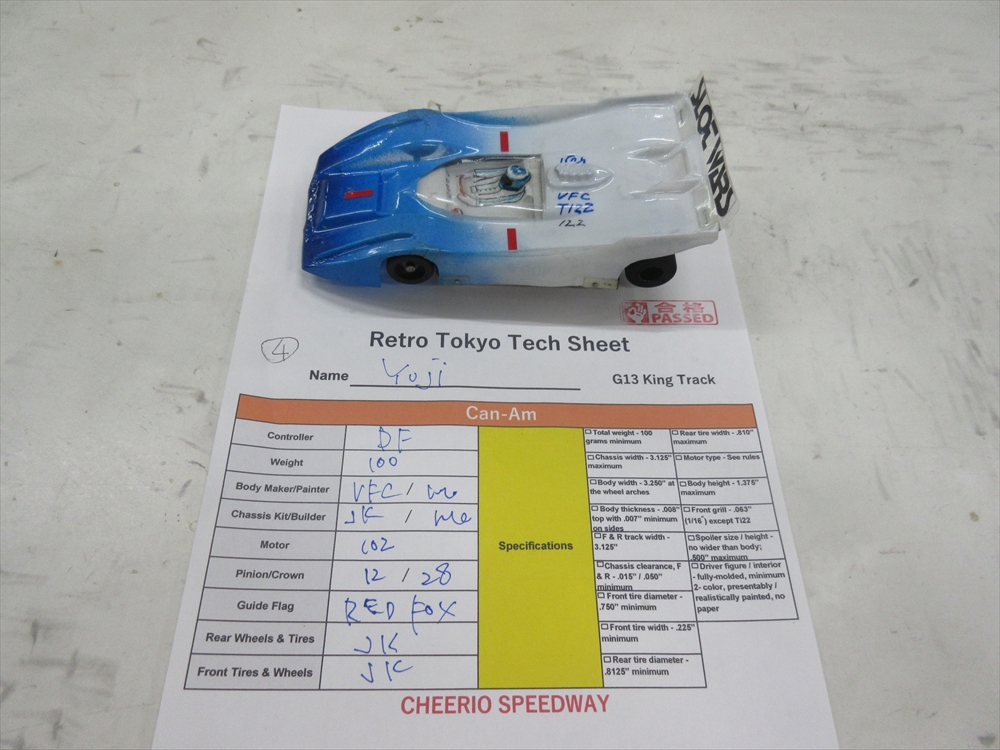 SLOT WERKS
VFC
TI22
122
合格
PASSED
Retro Tokyo Tech Sheet
4
Name Yuji
G13 King Track
Can-Am
Controller DF
Weight 100
Body Maker/Painter VFC / me
Chassis Kit/Builder JK / me
Motor 102
Pinion/Crown 12 / 28
Guide Flag RED FOX
Rear Wheels & Tires JK
Front Tires & Wheels JK
Specifications
Total weight - 100
grams minimum
Rear tire width - .810"
maximum
Chassis width - 3.125"
maximum
Motor type - See rules
Body width - 3.250" at
the wheel arches
Body height - 1.375"
maximum
Body thickness - .008"
top with .007" minimum
on sides
Front grill - .063"
(1/16") except Ti22
F & R track width -
3.125"
Spoiler size / height -
no wider than body;
.500" maximum
Chassis clearance, F
& R - .015" / .050"
minimum
Driver figure / interior
- fully-molded, minimum
2- color, presentably /
realistically painted, no
paper
Front tire diameter -
.750" minimum
Front tire width - .225"
minimum
Rear tire diameter -
.8125" minimum
CHEERIO SPEEDWAY